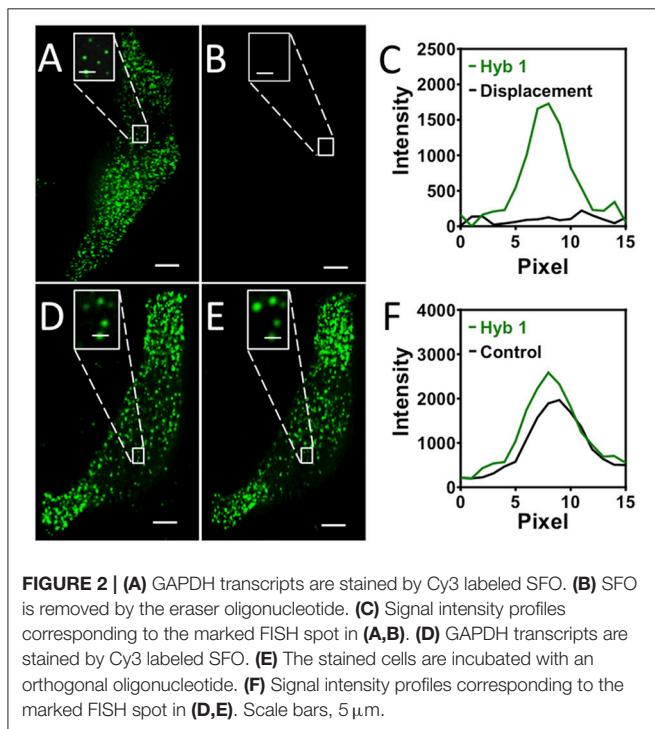 A
B
C
2500
2000
1500
1000
500
0
Intensity
Hyb 1
Displacement
0
5
10
15
Pixel
D
E
F
4000
3000
2000
1000
0
Intensity
Hyb 1
Control
0
5
10
15
Pixel
FIGURE 2 | (A) GAPDH transcripts are stained by Cy3 labeled SFO. (B) SFO
is removed by the eraser oligonucleotide. (C) Signal intensity profiles
corresponding to the marked FISH spot in (A,B). (D) GAPDH transcripts are
stained by Cy3 labeled SFO. (E) The stained cells are incubated with an
orthogonal oligonucleotide. (F) Signal intensity profiles corresponding to the
marked FISH spot in (D,E). Scale bars, 5 μm.